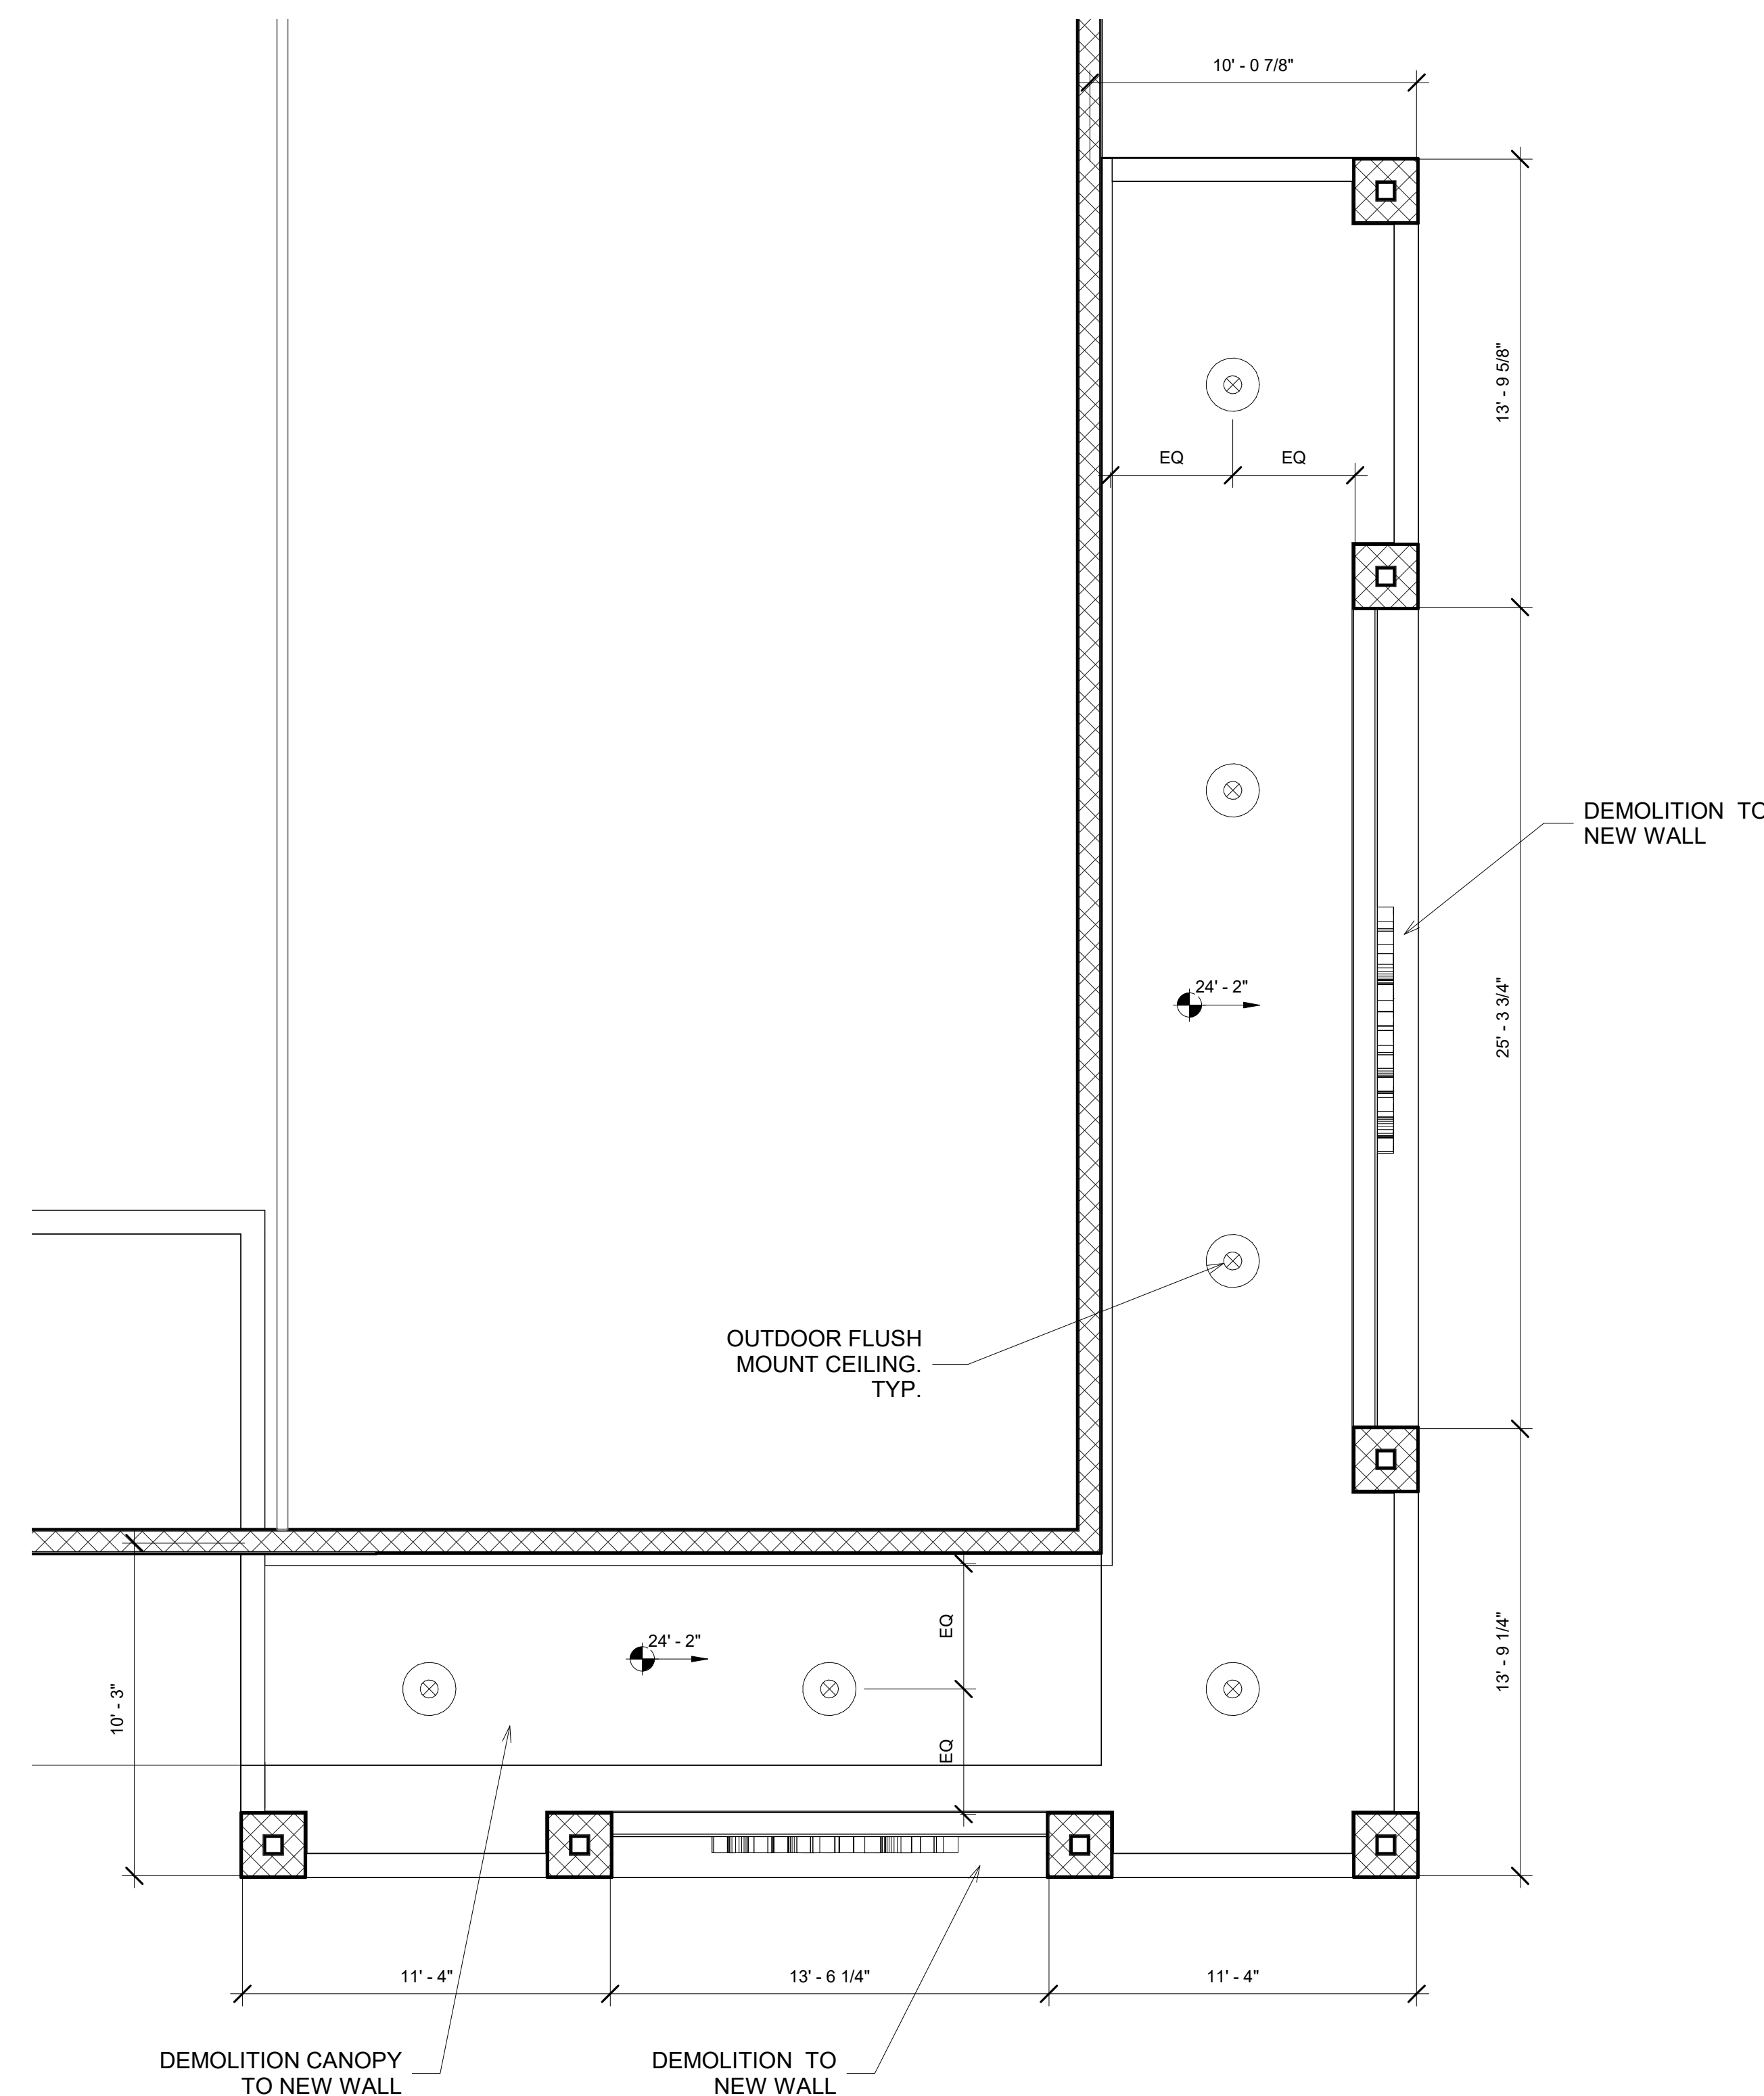 10' - 0 7/8"
13' - 9 5/8"
EQ
EQ
DEMOLITION TO
NEW WALL
24' - 2"
25' - 3 3/4"
OUTDOOR FLUSH
MOUNT CEILING.
TYP.
EQ
24' - 2"
13' - 9 1/4"
10' - 3"
EQ
11' - 4"
13' - 6 1/4"
11' - 4"
DEMOLITION CANOPY
TO NEW WALL
DEMOLITION TO
NEW WALL